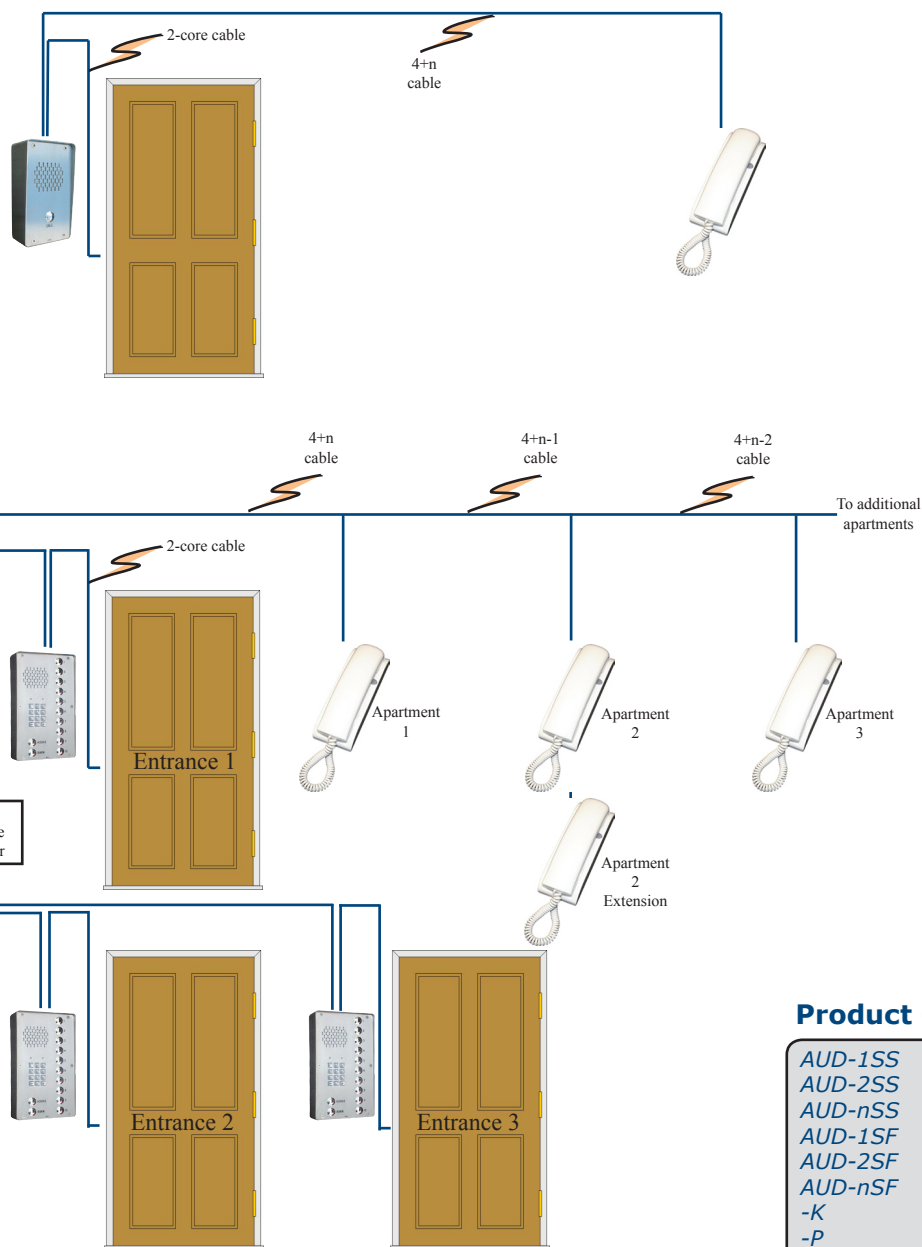 2-core cable
4+n
cable
4+n
cable
4+n-1
cable
4+n-2
cable
To additional
apartments
2-core cable
Apartment
1
Apartment
2
Apartment
3
Entrance 1
e
r
Apartment
2
Extension
Entrance 2
Entrance 3
Product
AUD-1SS
AUD-2SS
AUD-nSS
AUD-1SF
AUD-2SF
AUD-nSF
-K
-P